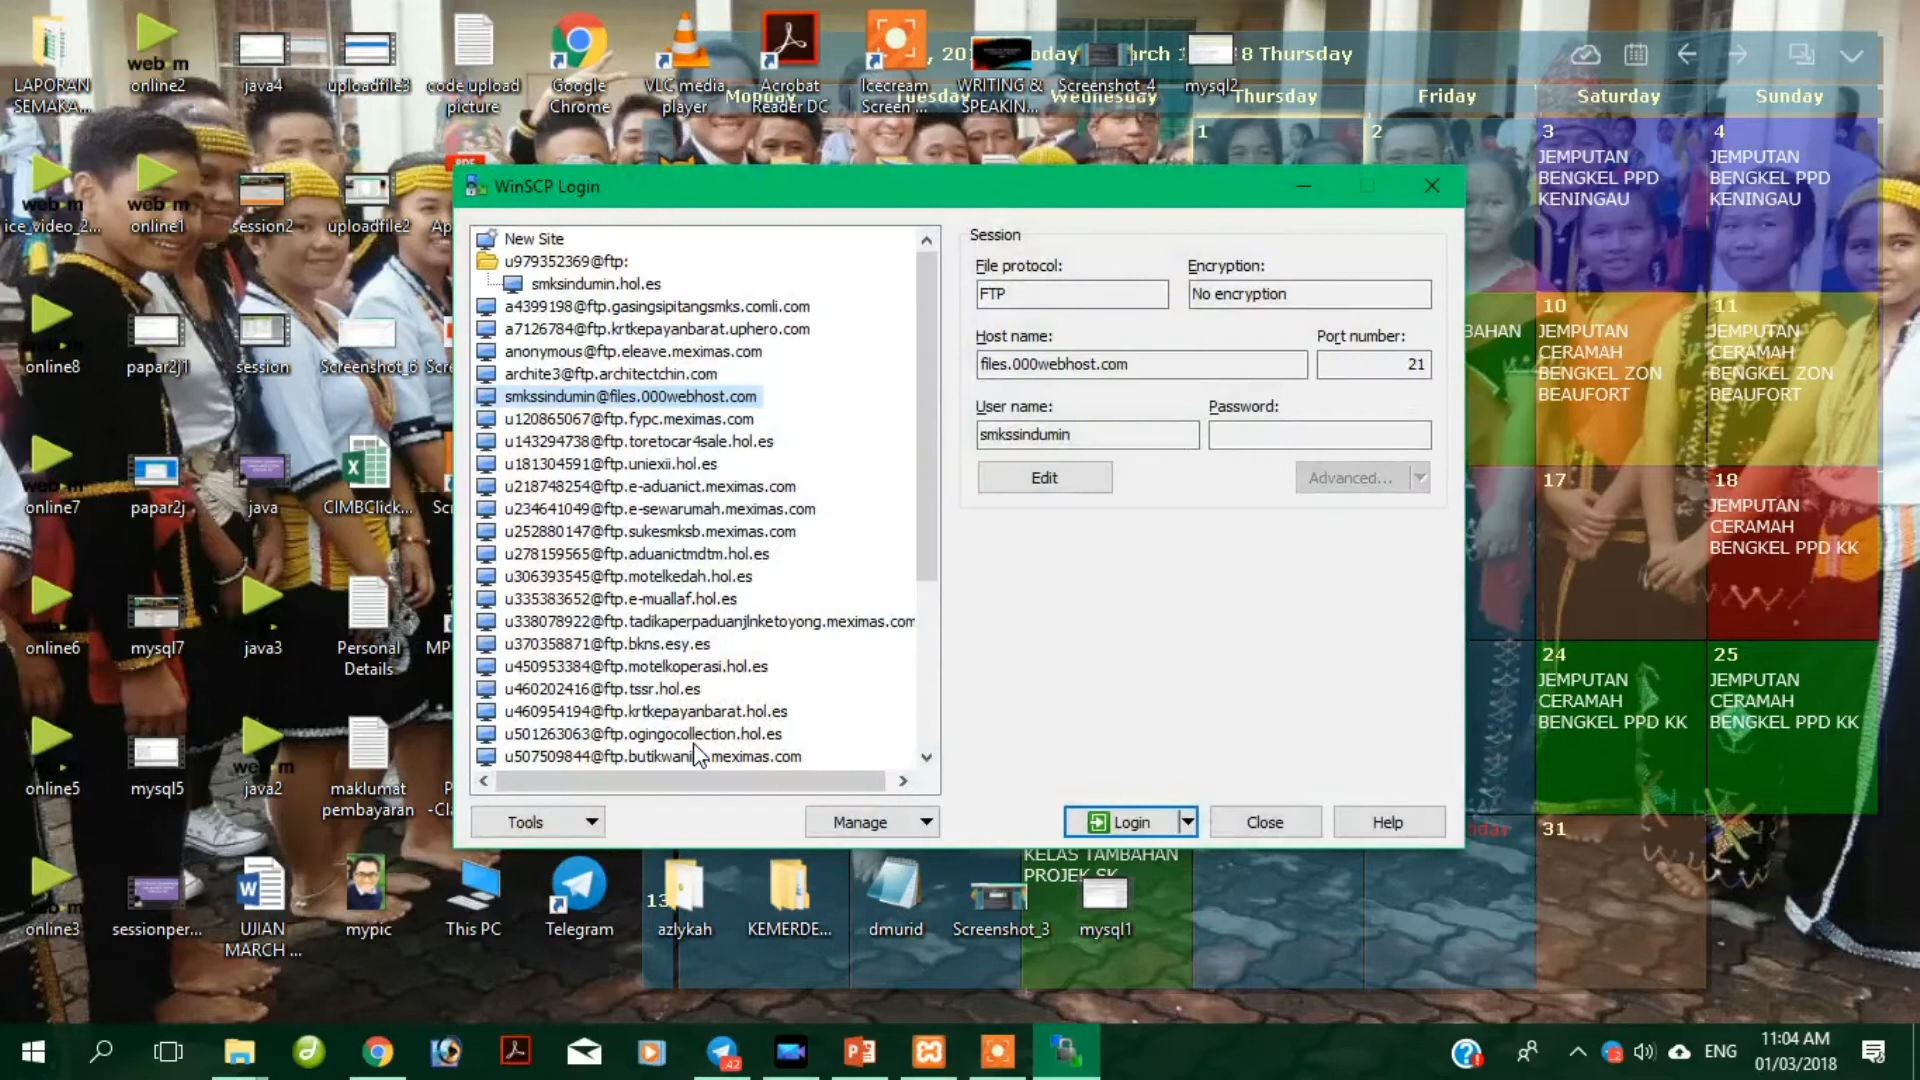 LAPORAN
SEMAKA...
web m
online2
java4
uploadfile3
code upload
picture
Google
Chrome
VLC media
player
Acrobat
Reader DC
Icecream
Screen ...
WRITING &
SPEAKIN...
Screenshot_4
mysql2
8 Thursday
Monday
Tuesday
Wednesday
Thursday
Friday
Saturday
Sunday
ice_video_2...
web m
online1
session2
uploadfile2
1
2
3
JEMPUTAN
BENGKEL PPD
KENINGAU
4
JEMPUTAN
BENGKEL PPD
KENINGAU
WinSCP Login
New Site
u979352369@ftp:
smksindumin.hol.es
a4399198@ftp.gasingsipitangsmks.comli.com
a7126784@ftp.krtkepayanbarat.uphero.com
anonymous@ftp.eleave.meximas.com
archite3@ftp.architectchin.com
smkssindumin@files.000webhost.com
u120865067@ftp.fypc.meximas.com
u143294738@ftp.toretocar4sale.hol.es
u181304591@ftp.uniexii.hol.es
u218748254@ftp.e-aduanict.meximas.com
u234641049@ftp.e-sewarumah.meximas.com
u252880147@ftp.sukesmksb.meximas.com
u278159565@ftp.aduanictmdtm.hol.es
u306393545@ftp.motelkedah.hol.es
u335383652@ftp.e-muallaf.hol.es
u338078922@ftp.tadikaperpaduanjlnketoyong.meximas.com
u370358871@ftp.bkns.esy.es
u450953384@ftp.motelkoperasi.hol.es
u460202416@ftp.tssr.hol.es
u460954194@ftp.krtkepayanbarat.hol.es
u501263063@ftp.ogingocollection.hol.es
Tools
Manage
Session
File protocol:
Encryption:
FTP
No encryption
Host name:
Port number:
files.000webhost.com
21
User name:
Password:
smkssindumin
Edit
Advanced...
Login
Close
Help
10
JEMPUTAN
CERAMAH
BENGKEL ZON
BEAUFORT
11
JEMPUTAN
CERAMAH
BENGKEL ZON
BEAUFORT
17
18
JEMPUTAN
CERAMAH
BENGKEL PPD KK
24
JEMPUTAN
CERAMAH
BENGKEL PPD KK
25
JEMPUTAN
CERAMAH
BENGKEL PPD KK
31
KELAS TAMBAHAN
PROJEK SK
13
online8
papar2j1
session
Screenshot_6
online7
papar2j
java
CIMBClick...
online6
mysql7
java3
Personal
Details
online5
mysql5
web m
java2
maklumat
pembayaran
online3
sessionper...
UJIAN
MARCH ...
mypic
This PC
Telegram
azlykah
KEMERDE...
dmurid
Screenshot_3
mysql1
42
2
ENG
11:04 AM
01/03/2018